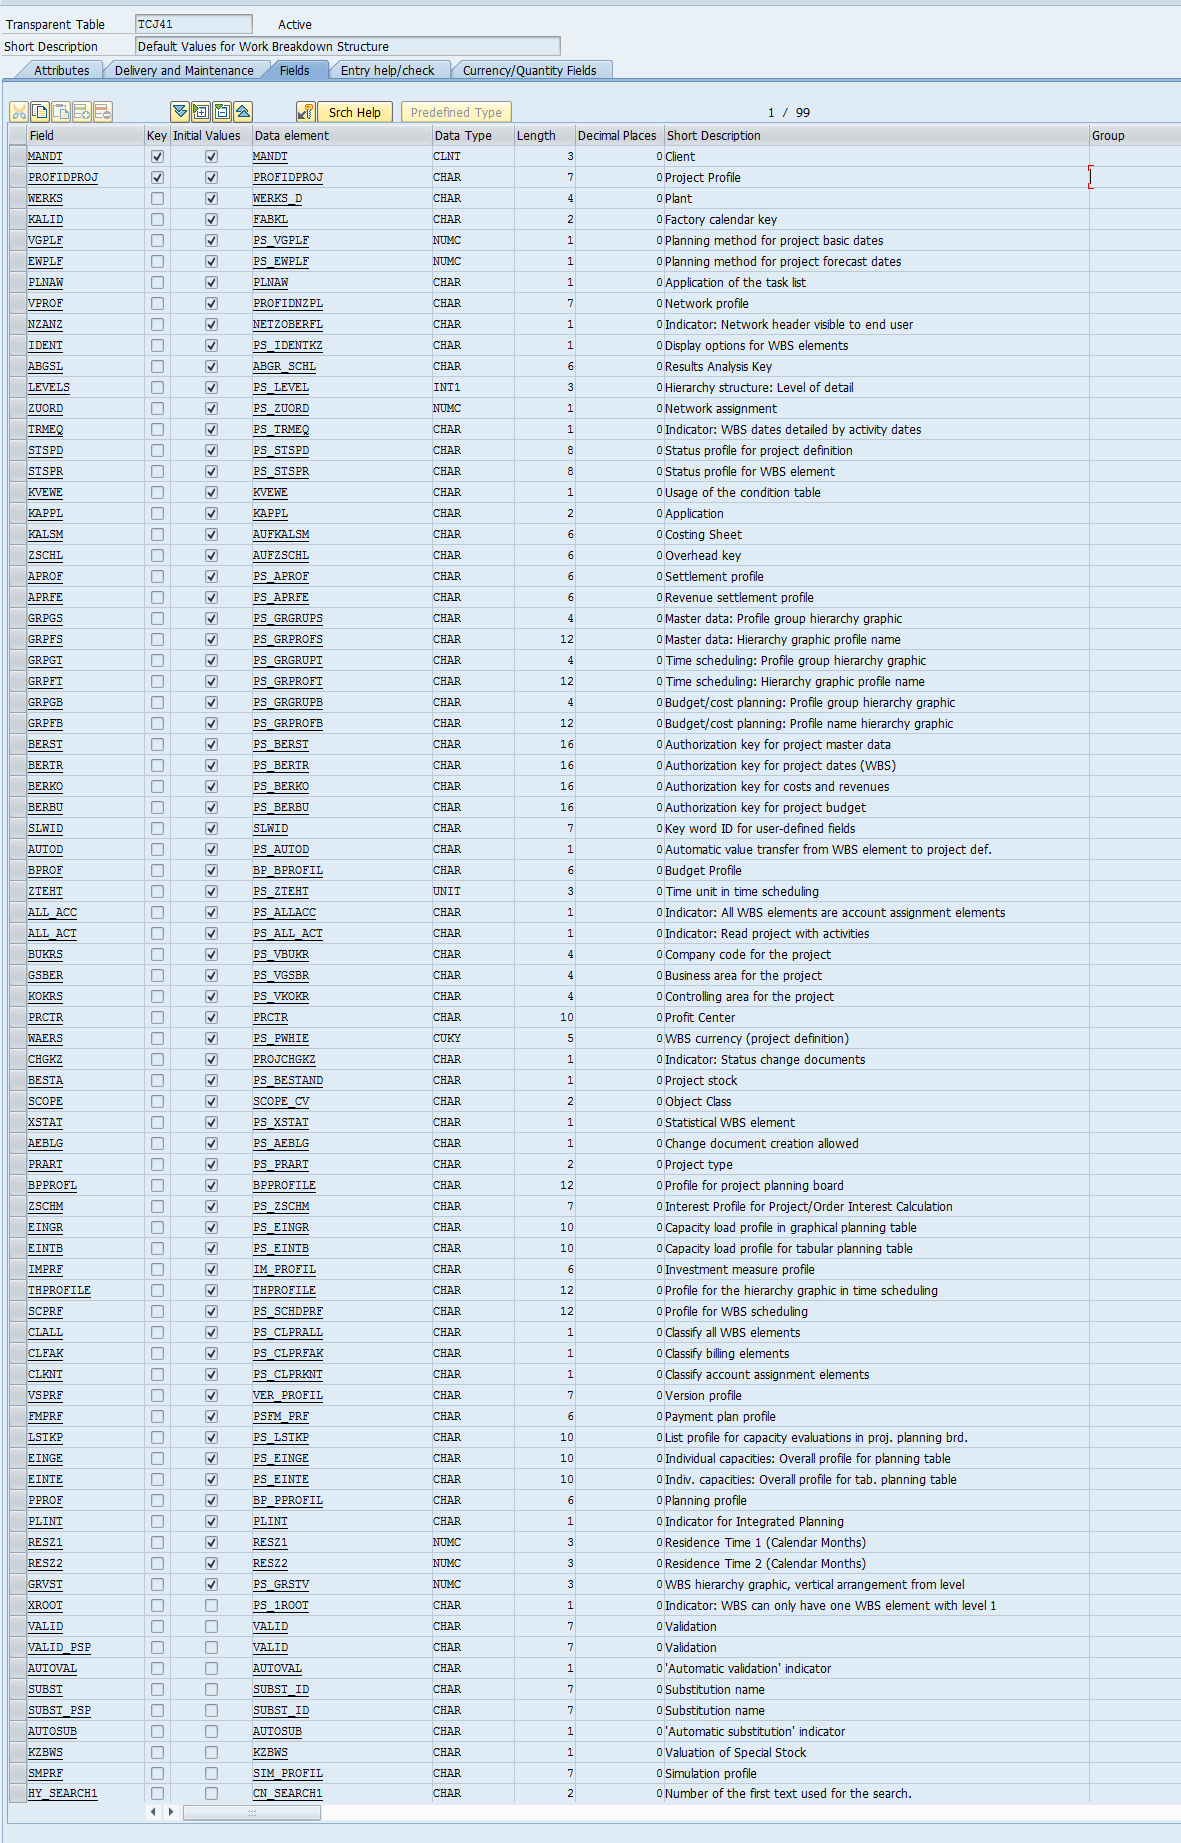 Transparent Table TCJ41 Active
Short Description Default Values for Work Breakdown Structure
Attributes Delivery and Maintenance Fields Entry help/check Currency/Quantity Fields
Srch Help Predefined Type 1 / 99
Field Key Initial Values Data element Data Type Length Decimal Places Short Description Group
MANDT MANDT CLNT 3 0 Client
PROFIDPROJ PROFIDPROJ CHAR 7 0 Project Profile
WERKS WERKS_D CHAR 4 0 Plant
KALID FABKL CHAR 2 0 Factory calendar key
VGPLF PS_VGPLF NUMC 1 0 Planning method for project basic dates
EWPLF PS_EWPLF NUMC 1 0 Planning method for project forecast dates
PLNAW PLNAW CHAR 1 0 Application of the task list
VPROF PROFIDNZPL CHAR 7 0 Network profile
NZANZ NETZOBERFL CHAR 1 0 Indicator: Network header visible to end user
IDENT PS_IDENTKZ CHAR 1 0 Display options for WBS elements
ABGSL ABGR_SCHL CHAR 6 0 Results Analysis Key
LEVELS PS_LEVEL INT1 3 0 Hierarchy structure: Level of detail
ZUORD PS_ZUORD NUMC 1 0 Network assignment
TRMEQ PS_TRMEQ CHAR 1 0 Indicator: WBS dates detailed by activity dates
STSPD PS_STSPD CHAR 8 0 Status profile for project definition
STSPR PS_STSPR CHAR 8 0 Status profile for WBS element
KVEWE KVEWE CHAR 1 0 Usage of the condition table
KAPPL KAPPL CHAR 2 0 Application
KALSM AUFKALSM CHAR 6 0 Costing Sheet
ZSCHL AUFZSCHL CHAR 6 0 Overhead key
APROF PS_APROF CHAR 6 0 Settlement profile
APRFE PS_APRFE CHAR 6 0 Revenue settlement profile
GRPGS PS_GRGRUPS CHAR 4 0 Master data: Profile group hierarchy graphic
GRPFS PS_GRPROFS CHAR 12 0 Master data: Hierarchy graphic profile name
GRPGT PS_GRGRUPT CHAR 4 0 Time scheduling: Profile group hierarchy graphic
GRPFT PS_GRPROFT CHAR 12 0 Time scheduling: Hierarchy graphic profile name
GRPGB PS_GRGRUPB CHAR 4 0 Budget/cost planning: Profile group hierarchy graphic
GRPFB PS_GRPROFB CHAR 12 0 Budget/cost planning: Profile name hierarchy graphic
BERST PS_BERST CHAR 16 0 Authorization key for project master data
BERTR PS_BERTR CHAR 16 0 Authorization key for project dates (WBS)
BERKO PS_BERKO CHAR 16 0 Authorization key for costs and revenues
BERBU PS_BERBU CHAR 16 0 Authorization key for project budget
SLWID SLWID CHAR 7 0 Key word ID for user-defined fields
AUTOD PS_AUTOD CHAR 1 0 Automatic value transfer from WBS element to project def.
BPROF BP_BPROFIL CHAR 6 0 Budget Profile
ZTEHT PS_ZTEHT UNIT 3 0 Time unit in time scheduling
ALL_ACC PS_ALLACC CHAR 1 0 Indicator: All WBS elements are account assignment elements
ALL_ACT PS_ALL_ACT CHAR 1 0 Indicator: Read project with activities
BUKRS PS_VBUKR CHAR 4 0 Company code for the project
GSBER PS_VGSBR CHAR 4 0 Business area for the project
KOKRS PS_VKOKR CHAR 4 0 Controlling area for the project
PRCTR PRCTR CHAR 10 0 Profit Center
WAERS PS_PWHIE CUKY 5 0 WBS currency (project definition)
CHGKZ PROJCHGKZ CHAR 1 0 Indicator: Status change documents
BESTA PS_BESTAND CHAR 1 0 Project stock
SCOPE SCOPE_CV CHAR 2 0 Object Class
XSTAT PS_XSTAT CHAR 1 0 Statistical WBS element
AEBLG PS_AEBLG CHAR 1 0 Change document creation allowed
PRART PS_PRART CHAR 2 0 Project type
BPPROFL BPPROFILE CHAR 12 0 Profile for project planning board
ZSCHM PS_ZSCHM CHAR 7 0 Interest Profile for Project/Order Interest Calculation
EINGR PS_EINGR CHAR 10 0 Capacity load profile in graphical planning table
EINTB PS_EINTB CHAR 10 0 Capacity load profile for tabular planning table
IMPRF IM_PROFIL CHAR 6 0 Investment measure profile
THPROFILE THPROFILE CHAR 12 0 Profile for the hierarchy graphic in time scheduling
SCPRF PS_SCHDPRF CHAR 12 0 Profile for WBS scheduling
CLALL PS_CLPRALL CHAR 1 0 Classify all WBS elements
CLFAK PS_CLPRFAK CHAR 1 0 Classify billing elements
CLKNT PS_CLPRKNT CHAR 1 0 Classify account assignment elements
VSPRF VER_PROFIL CHAR 7 0 Version profile
FMPRF PSFM_PRF CHAR 6 0 Payment plan profile
LSTKP PS_LSTKP CHAR 10 0 List profile for capacity evaluations in proj. planning brd.
EINGE PS_EINGE CHAR 10 0 Individual capacities: Overall profile for planning table
EINTE PS_EINTE CHAR 10 0 Indiv. capacities: Overall profile for tab. planning table
PPROF BP_PPROFIL CHAR 6 0 Planning profile
PLINT PLINT CHAR 1 0 Indicator for Integrated Planning
RESZ1 RESZ1 NUMC 3 0 Residence Time 1 (Calendar Months)
RESZ2 RESZ2 NUMC 3 0 Residence Time 2 (Calendar Months)
GRVST PS_GRSTV NUMC 3 0 WBS hierarchy graphic, vertical arrangement from level
XROOT PS_1ROOT CHAR 1 0 Indicator: WBS can only have one WBS element with level 1
VALID VALID CHAR 7 0 Validation
VALID_PSP VALID CHAR 7 0 Validation
AUTOVAL AUTOVAL CHAR 1 0 'Automatic validation' indicator
SUBST SUBST_ID CHAR 7 0 Substitution name
SUBST_PSP SUBST_ID CHAR 7 0 Substitution name
AUTOSUB AUTOSUB CHAR 1 0 'Automatic substitution' indicator
KZBWS KZBWS CHAR 1 0 Valuation of Special Stock
SMPRF SIM_PROFIL CHAR 7 0 Simulation profile
HY_SEARCH1 CN_SEARCH1 CHAR 2 0 Number of the first text used for the search.